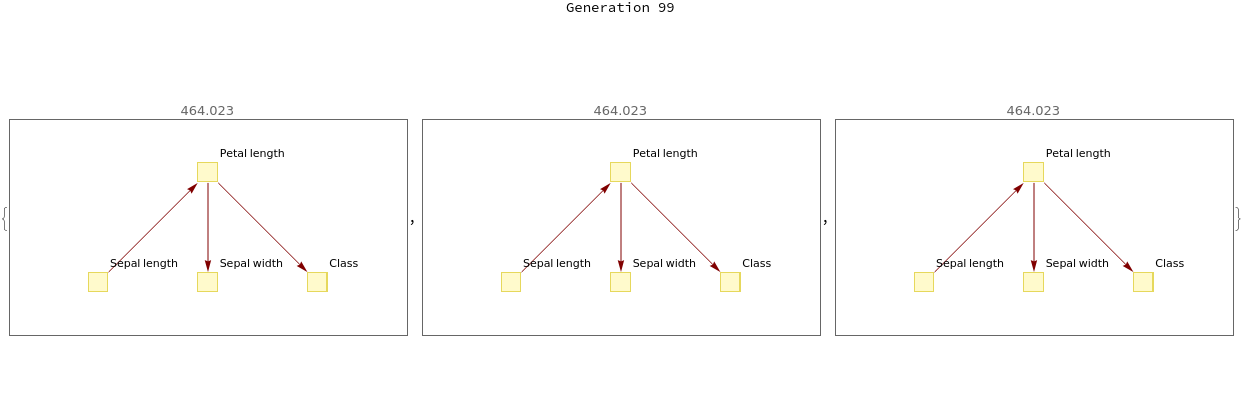 Generation 99
464.023 464.023 464.023
Petal length Petal length Petal length
{ , , }
Sepal length Sepal width Class Sepal length Sepal width Class Sepal length Sepal width Class